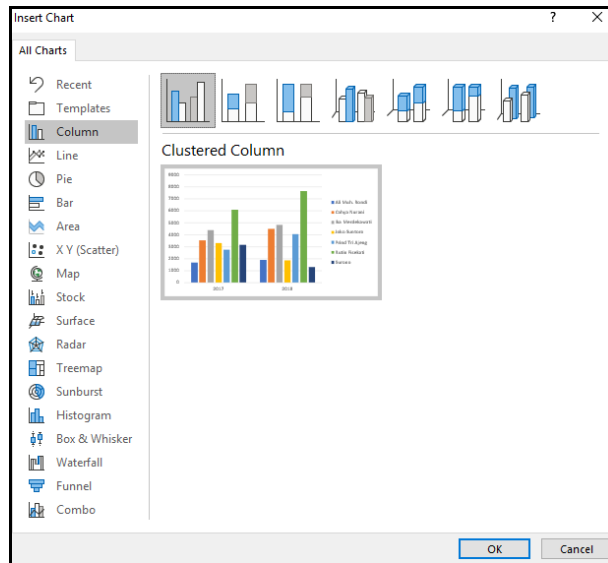 Insert Chart
?
All Charts
Recent
Templates
Column
Line
Pie
Bar
Area
X Y (Scatter)
Map
Stock
Surface
Radar
Treemap
Sunburst
Histogram
Box & Whisker
Waterfall
Funnel
Combo
Clustered Column
9000
8000
7000
6000
5000
4000
3000
2000
1000
0
2017
2018
OK
Cancel